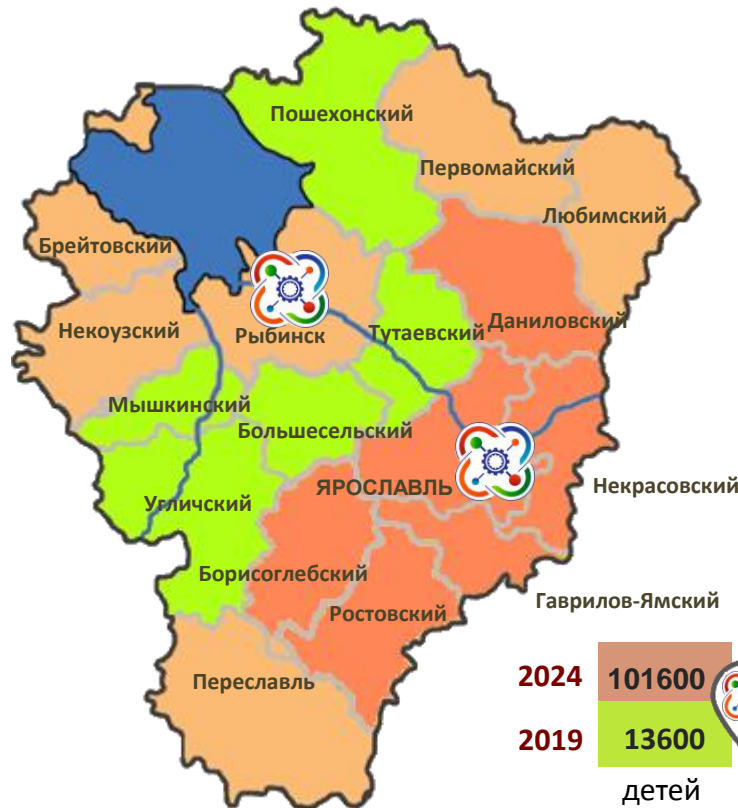 Пошехонский
Первомайский
Любимский
Брейтовский
Некоузский
Рыбинск
Тутаевский
Даниловский
Мышкинский
Большесельский
ЯРОСЛАВЛЬ
Некрасовский
Угличский
Борисоглебский
Гаврилов-Ямский
Ростовский
Переславль
2024 101600
2019 13600
детей